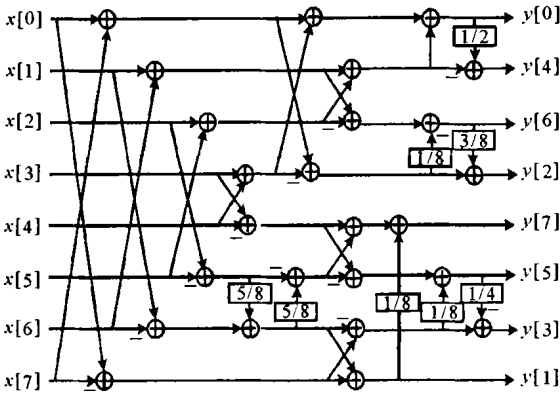 x[0] y[0]
1/2
x[1] y[4]
x[2] y[6]
3/8
1/8
x[3] y[2]
x[4] y[7]
x[5] y[5]
5/8 1/4
5/8 1/8 1/8
x[6] y[3]
x[7] y[1]